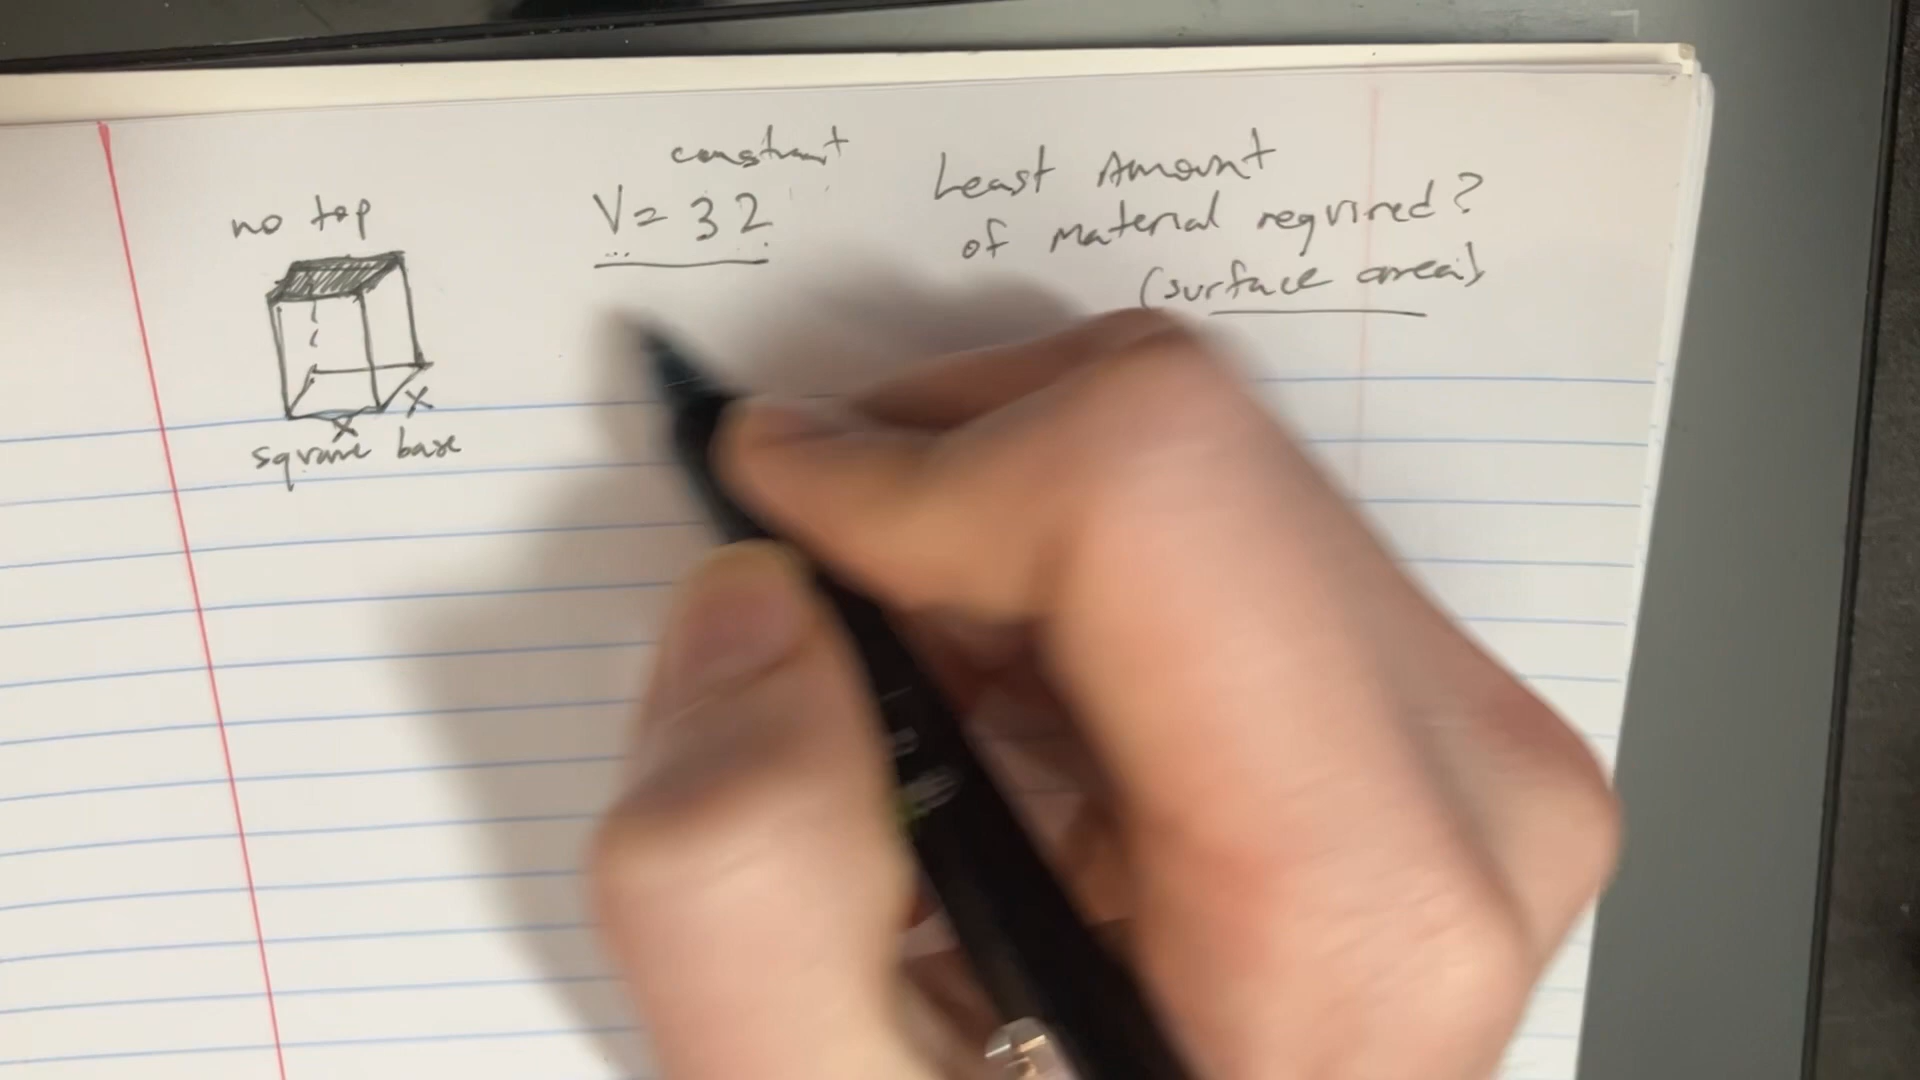 no top
x
x
square base
constant
V = 32
Least Amount
of material required?
(surface area)